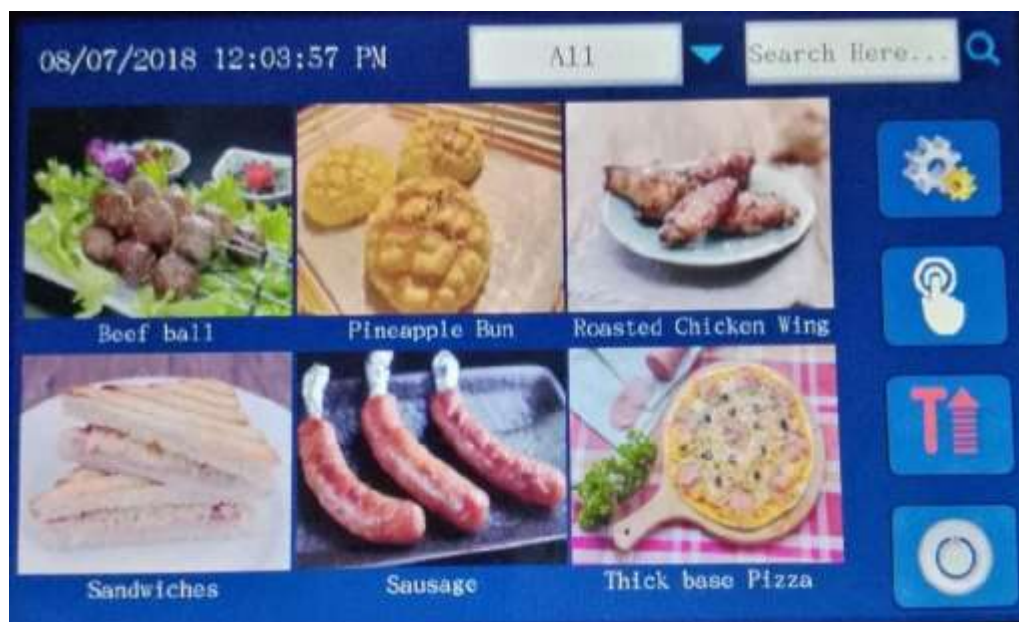 08/07/2018 12:03:57 PM
All
Search Here...
Beef ball
Pineapple Bun
Roasted Chicken Wing
Sandwiches
Sausage
Thick base Pizza